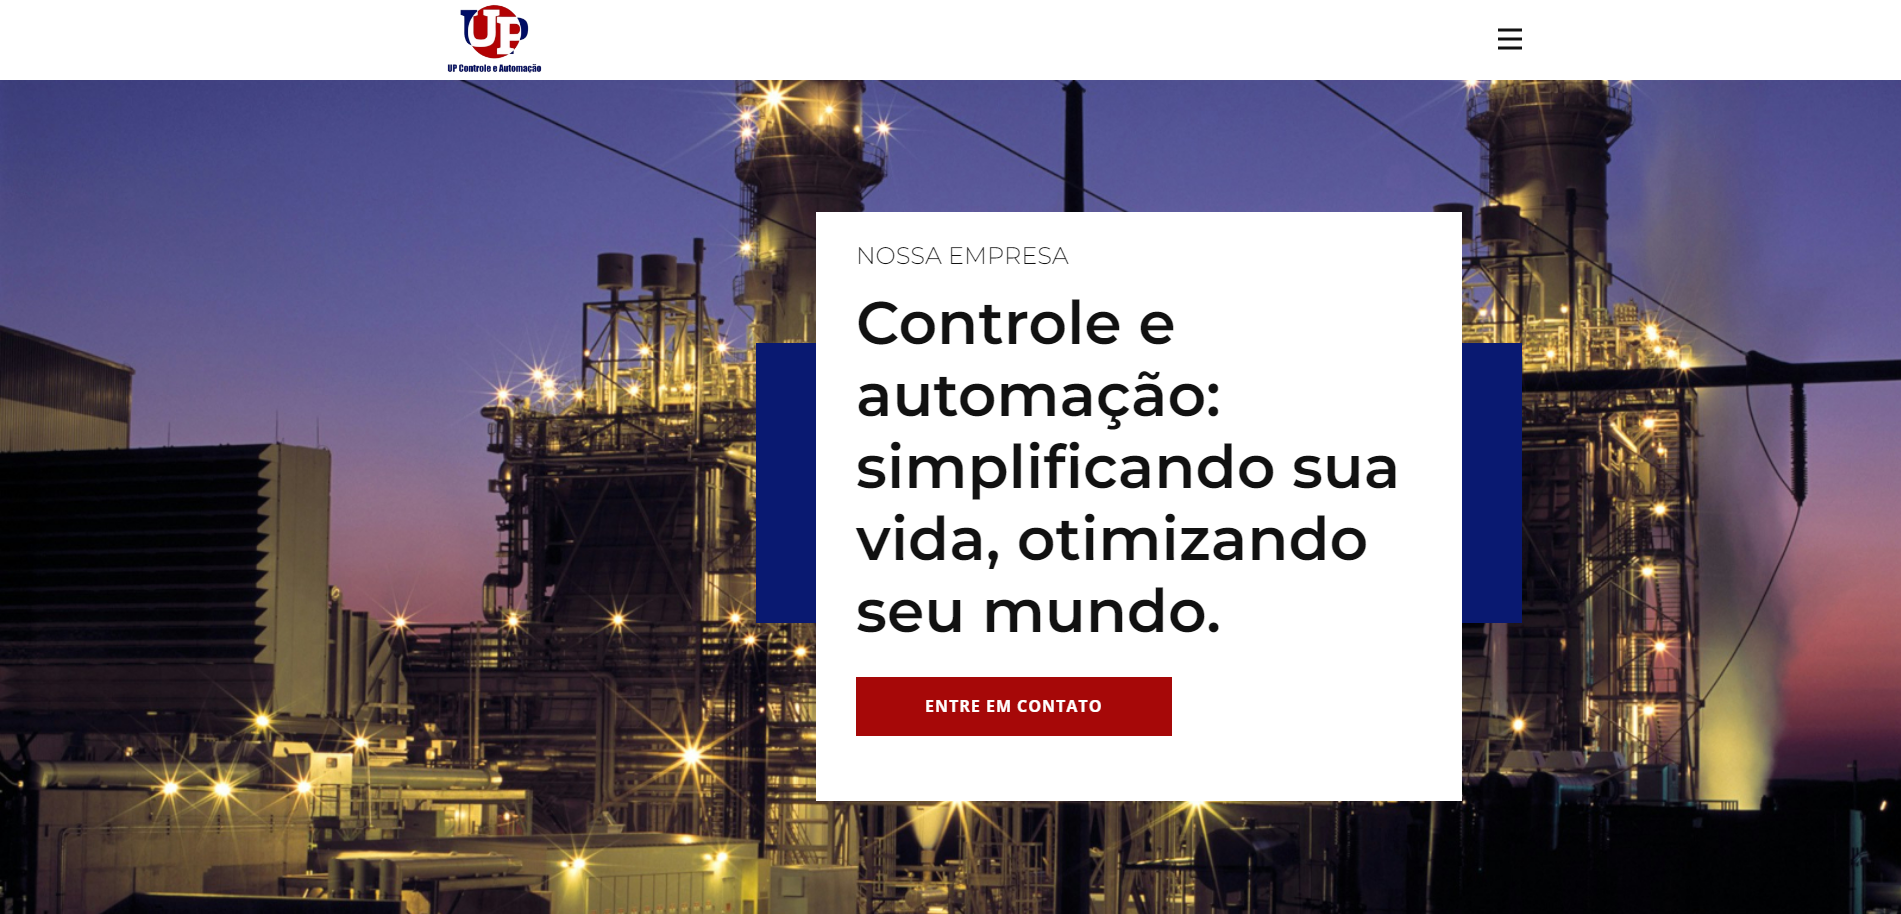 UP
UP Controle e Automação
NOSSA EMPRESA
Controle e
automação:
simplificando sua
vida, otimizando
seu mundo.
ENTRE EM CONTATO